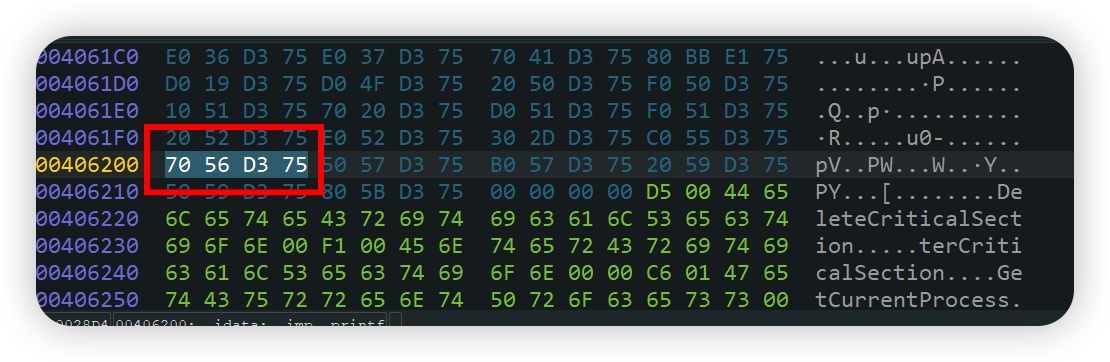 004061C0 E0 36 D3 75 E0 37 D3 75 70 41 D3 75 80 BB E1 75 ...u...upA......
004061D0 D0 19 D3 75 D0 4F D3 75 20 50 D3 75 F0 50 D3 75 .........P......
004061E0 10 51 D3 75 70 20 D3 75 D0 51 D3 75 F0 51 D3 75 .Q..p...........
004061F0 20 52 D3 75 E0 52 D3 75 30 2D D3 75 C0 55 D3 75 ·R.....u0-......
00406200 70 56 D3 75 50 57 D3 75 B0 57 D3 75 20 59 D3 75 pV..PW...W..·Y..
00406210 50 59 D3 75 80 5B D3 75 00 00 00 00 D5 00 44 65 PY...[........De
00406220 6C 65 74 65 43 72 69 74 69 63 61 6C 53 65 63 74 leteCriticalSect
00406230 69 6F 6E 00 F1 00 45 6E 74 65 72 43 72 69 74 69 ion.....terCriti
00406240 63 61 6C 53 65 63 74 69 6F 6E 00 00 C6 01 47 65 calSection....Ge
00406250 74 43 75 72 72 65 6E 74 50 72 6F 63 65 73 73 00 tCurrentProcess.
00406200: .idata: imp printf